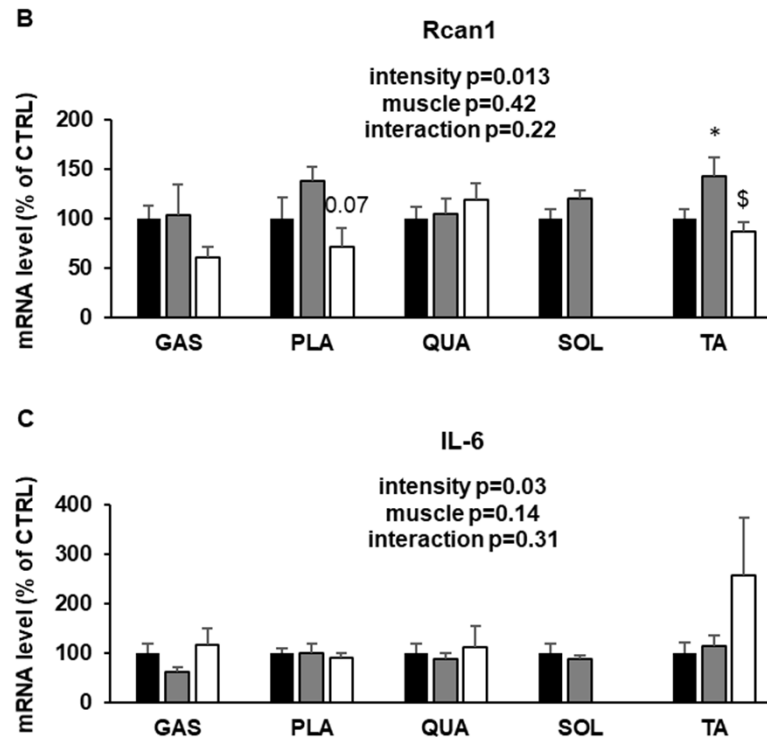 B
Rcan1
intensity p=0.013
muscle p=0.42
interaction p=0.22
mRNA level (% of CTRL)
200
150
100
50
0
*
0.07
$
GAS PLA QUA SOL TA
C
IL-6
intensity p=0.03
muscle p=0.14
interaction p=0.31
mRNA level (% of CTRL)
400
300
200
100
0
GAS PLA QUA SOL TA